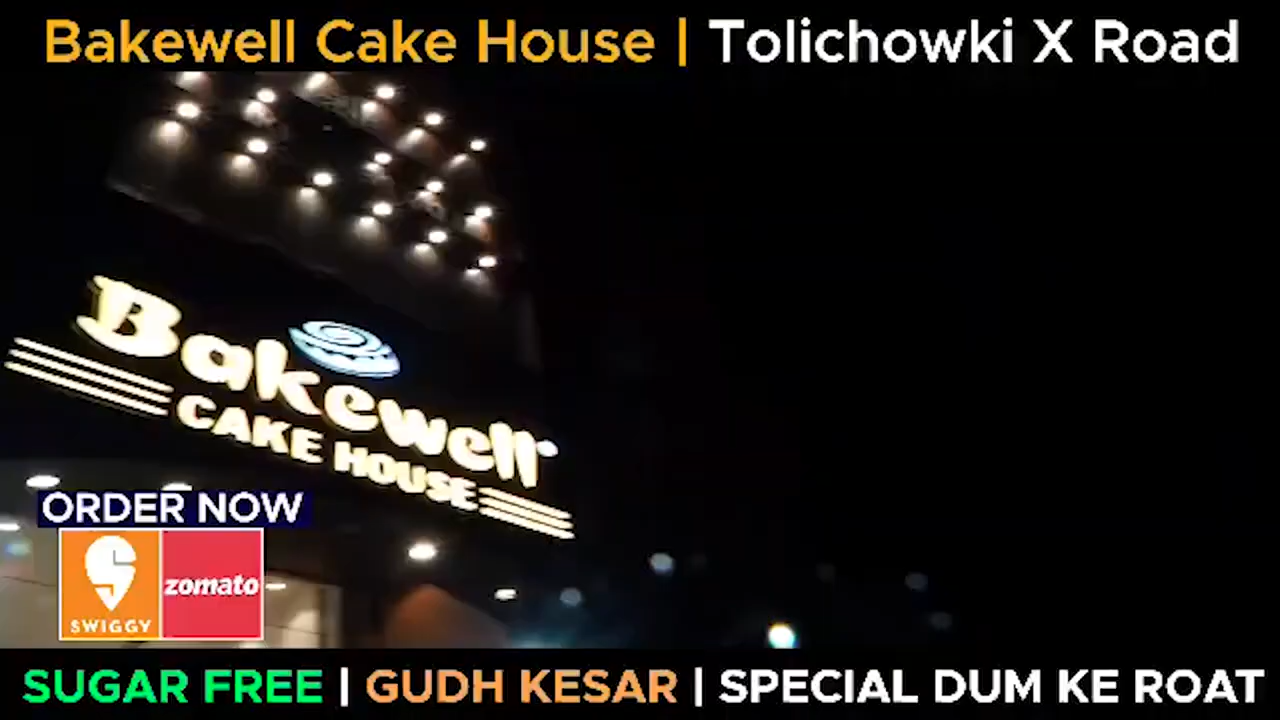 Bakewell Cake House | Tolichowki X Road
Bakewell
CAKE HOUSE
ORDER NOW
SWIGGY
zomato
SUGAR FREE | GUDH KESAR | SPECIAL DUM KE ROAT